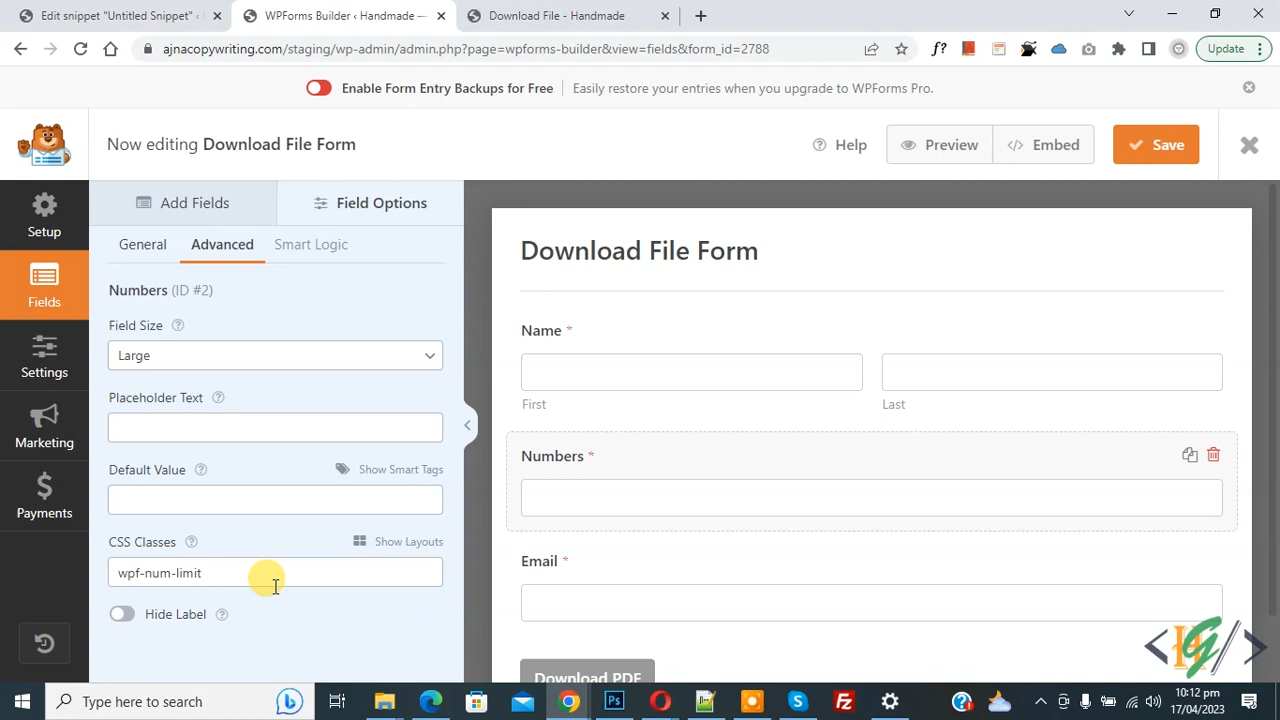 Edit snippet "Untitled Snippet" ‹
WPForms Builder ‹ Handmade —
Download File - Handmade
ajnacopywriting.com/staging/wp-admin/admin.php?page=wpforms-builder&view=fields&form_id=2788
f?
Update
Enable Form Entry Backups for Free
Easily restore your entries when you upgrade to WPForms Pro.
Now editing Download File Form
Help
Preview
</> Embed
Save
Setup
Fields
Settings
Marketing
Payments
Add Fields
Field Options
General
Advanced
Smart Logic
Numbers (ID #2)
Field Size
Large
Placeholder Text
Default Value
Show Smart Tags
CSS Classes
Show Layouts
wpf-num-limit
Hide Label
Download File Form
Name *
First
Last
Numbers *
Email *
Download PDF
Type here to search
10:12 pm
17/04/2023